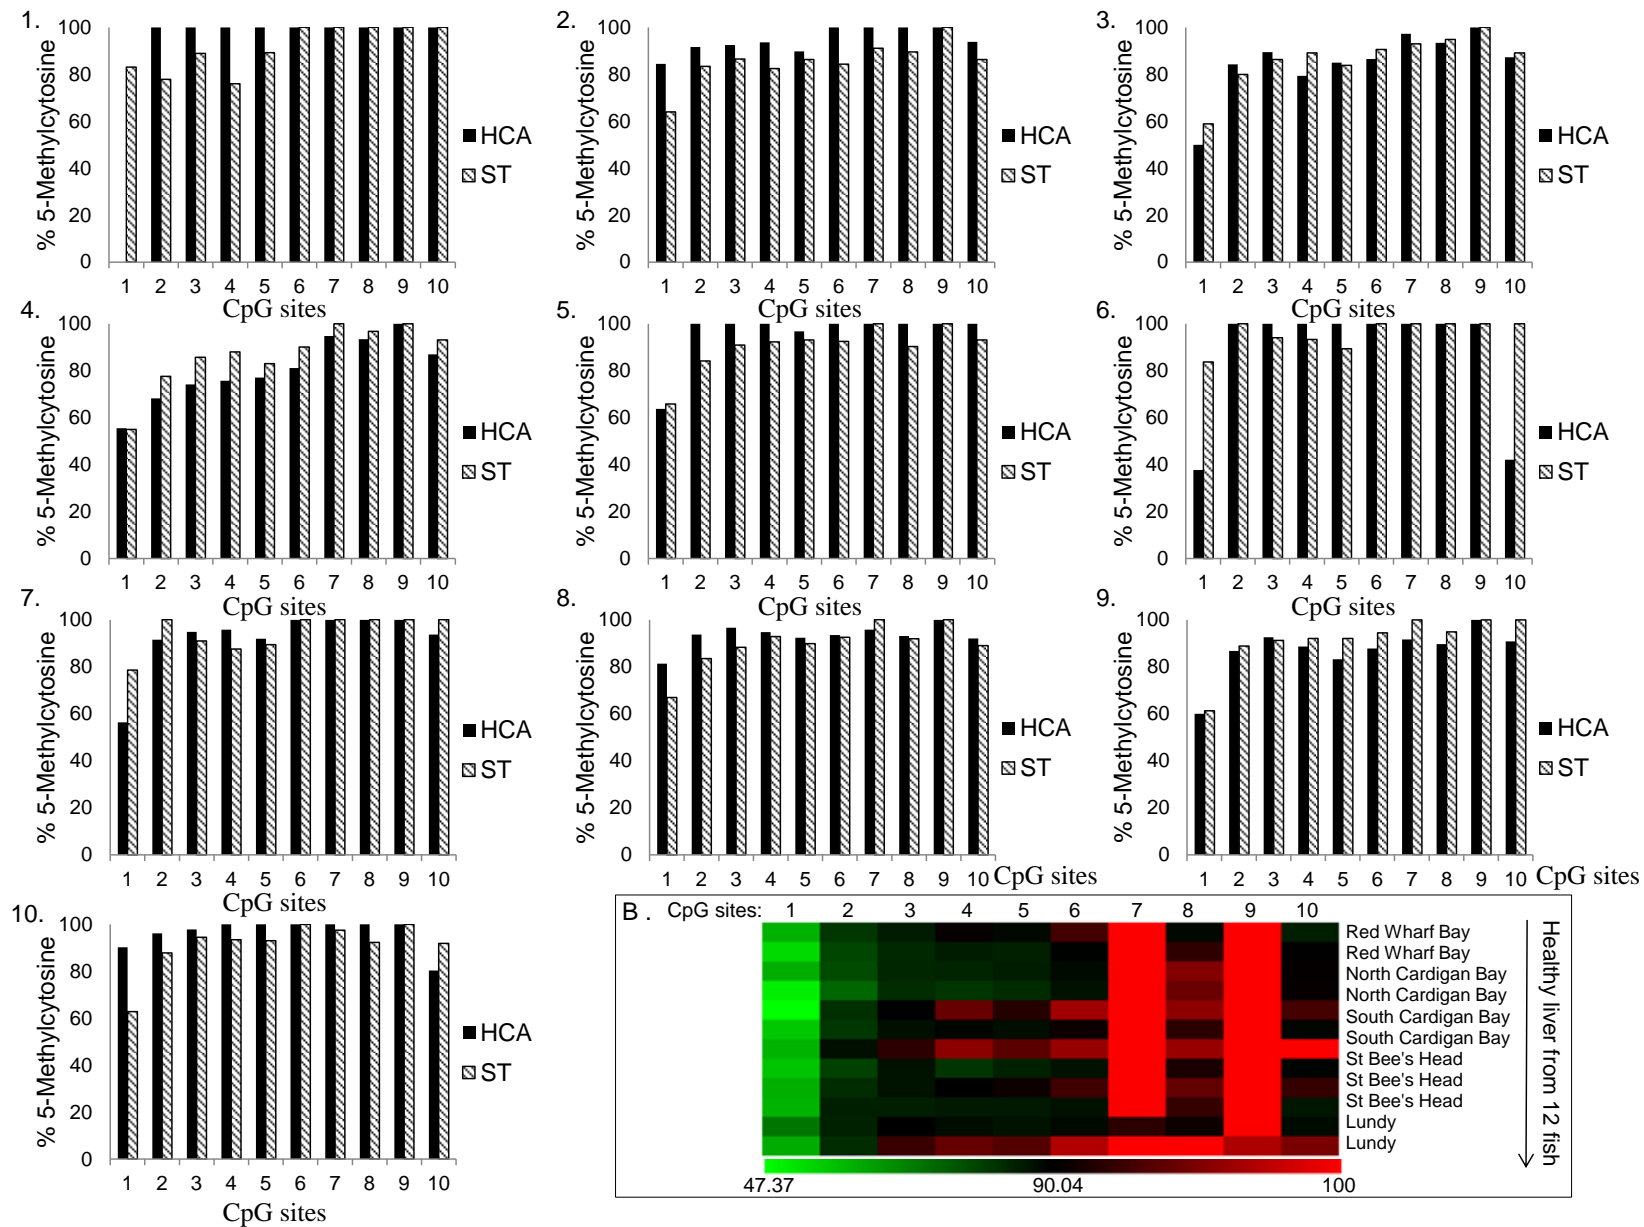 1.
% 5-Methylcytosine
100
80
60
40
20
0
1 2 3 4 5 6 7 8 9 10
CpG sites
HCA
ST
2.
% 5-Methylcytosine
100
80
60
40
20
0
1 2 3 4 5 6 7 8 9 10
CpG sites
HCA
ST
3.
% 5-Methylcytosine
100
80
60
40
20
0
1 2 3 4 5 6 7 8 9 10
CpG sites
HCA
ST
4.
% 5-Methylcytosine
100
80
60
40
20
0
1 2 3 4 5 6 7 8 9 10
CpG sites
HCA
ST
5.
% 5-Methylcytosine
100
80
60
40
20
0
1 2 3 4 5 6 7 8 9 10
CpG sites
HCA
ST
6.
% 5-Methylcytosine
100
80
60
40
20
0
1 2 3 4 5 6 7 8 9 10
CpG sites
HCA
ST
7.
% 5-Methylcytosine
100
80
60
40
20
0
1 2 3 4 5 6 7 8 9 10
CpG sites
HCA
ST
8.
% 5-Methylcytosine
100
80
60
40
20
0
1 2 3 4 5 6 7 8 9 10 CpG sites
HCA
ST
9.
% 5-Methylcytosine
100
80
60
40
20
0
1 2 3 4 5 6 7 8 9 10 CpG sites
HCA
ST
10.
% 5-Methylcytosine
100
80
60
40
20
0
1 2 3 4 5 6 7 8 9 10
CpG sites
HCA
ST
B . CpG sites: 1 2 3 4 5 6 7 8 9 10
Red Wharf Bay
Red Wharf Bay
North Cardigan Bay
North Cardigan Bay
South Cardigan Bay
South Cardigan Bay
St Bee's Head
St Bee's Head
St Bee's Head
Lundy
Lundy
Healthy liver from 12 fish
47.37 90.04 100